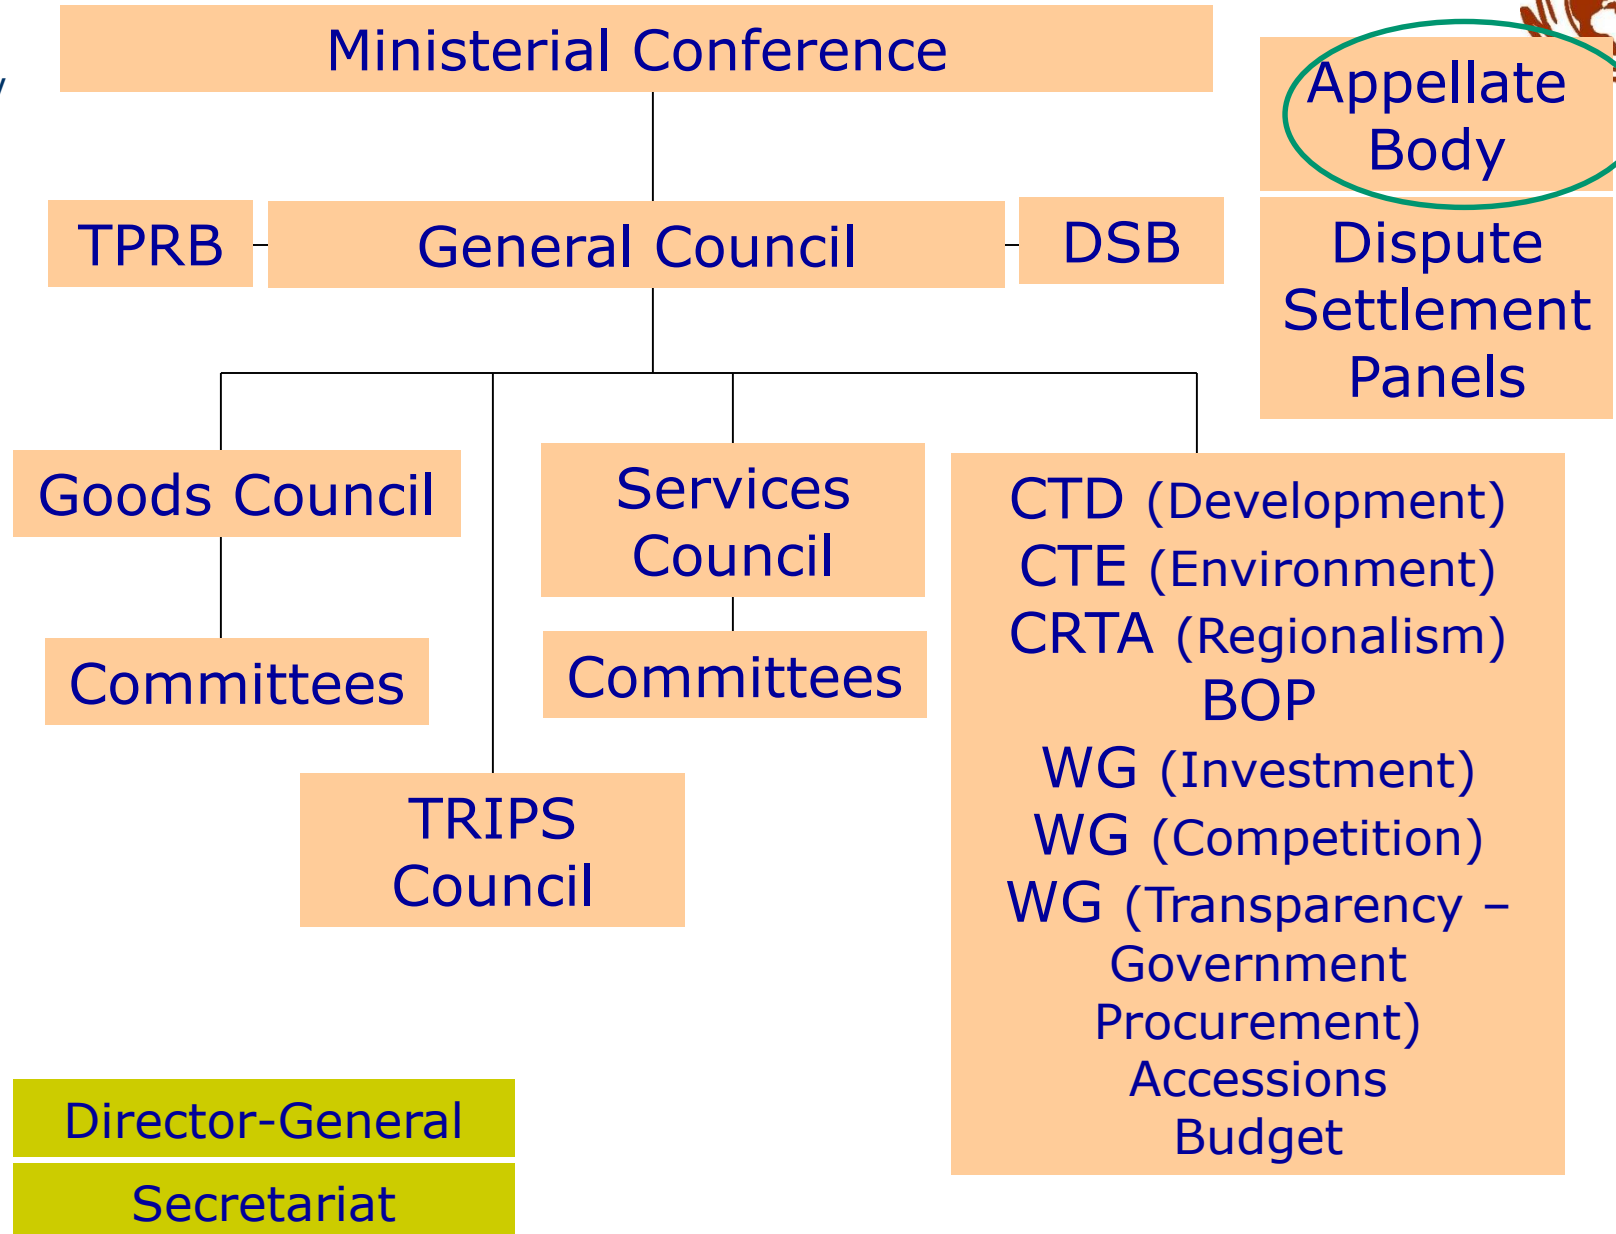 Ministerial Conference
Appellate
Body
TPRB
General Council
DSB
Dispute
Settlement
Panels
Goods Council
Services
Council
Committees
Committees
TRIPS
Council
CTD (Development)
CTE (Environment)
CRTA (Regionalism)
BOP
WG (Investment)
WG (Competition)
WG (Transparency –
Government
Procurement)
Accessions
Budget
Director-General
Secretariat